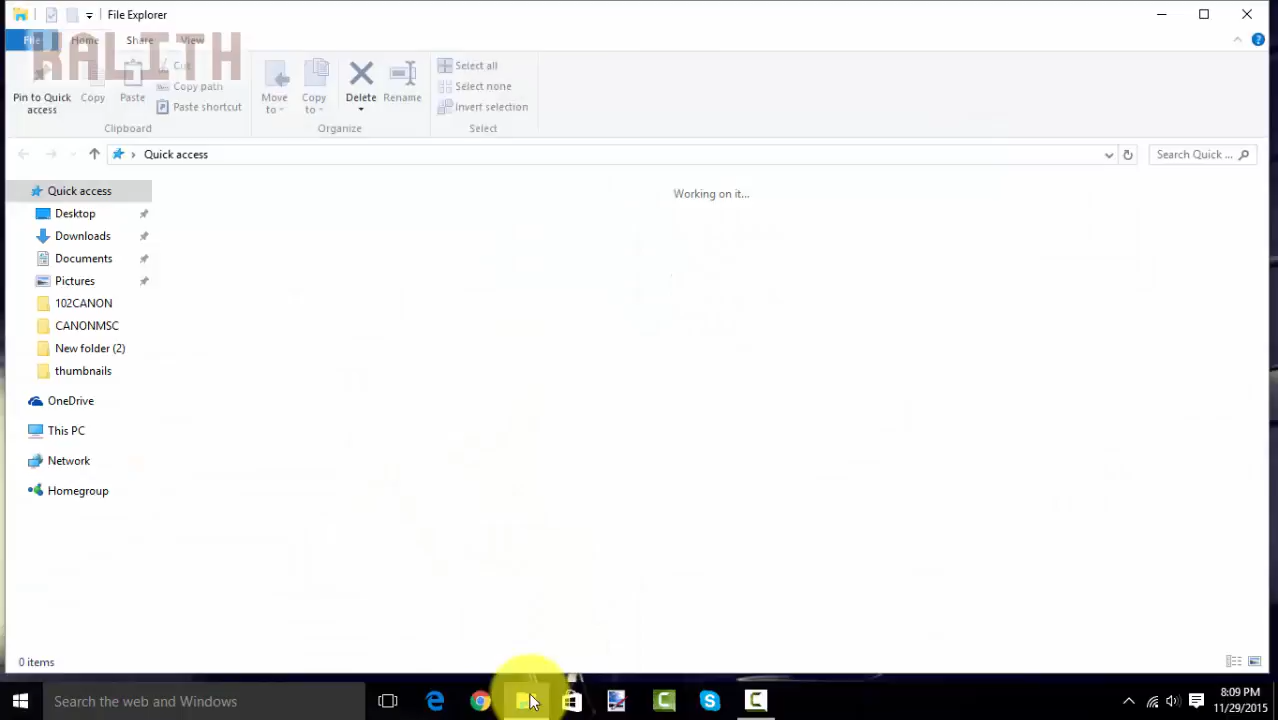 File Explorer
KALITH
File Home Share View
Pin to Quick access
Copy
Paste
Cut
Copy path
Paste shortcut
Clipboard
Move to
Copy to
Delete
Rename
Organize
Select all
Select none
Invert selection
Select
Quick access
Search Quick ...
Quick access
Desktop
Downloads
Documents
Pictures
102CANON
CANONMSC
New folder (2)
thumbnails
OneDrive
This PC
Network
Homegroup
Working on it...
0 items
Search the web and Windows
8:09 PM
11/29/2015